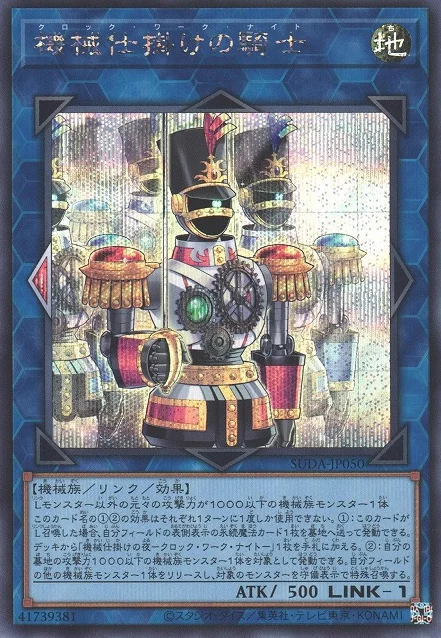 クロック・ワーク・ナイト
機械仕掛けの騎士
地
SUDA-JP050
【機械族／リンク／効果】
Lモンスター以外の元々の攻撃力が1000以下の機械族モンスター1体
このカード名の①②の効果はそれぞれ1ターンに1度しか使用できない。①：このカードが
L召喚した場合、自分フィールドの表側表示の永続魔法カード1枚を墓地へ送って発動できる。
デッキから「機械仕掛けの夜－クロック・ワーク・ナイト－」1枚を手札に加える。②：自分の
墓地の攻撃力1000以下の機械族モンスター1体を対象として発動できる。自分フィールド
の他の機械族モンスター1体をリリースし、対象のモンスターを守備表示で特殊召喚する。
ATK/ 500 LINK-1
41739381
©スタジオ・ダイス／集英社・テレビ東京・KONAMI